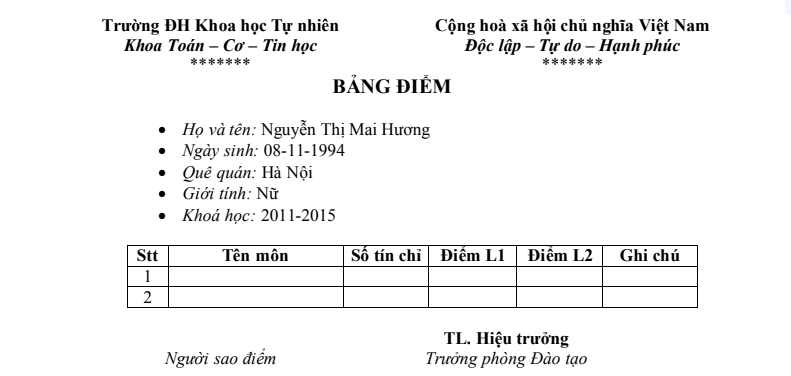 Trường ĐH Khoa học Tự nhiên Cộng hoà xã hội chủ nghĩa Việt Nam
Khoa Toán – Cơ – Tin học Độc lập – Tự do – Hạnh phúc
******* *******
BẢNG ĐIỂM
• Họ và tên: Nguyễn Thị Mai Hương
• Ngày sinh: 08-11-1994
• Quê quán: Hà Nội
• Giới tính: Nữ
• Khoá học: 2011-2015
Stt Tên môn Số tín chỉ Điểm L1 Điểm L2 Ghi chú
1
2
TL. Hiệu trưởng
Người sao điểm Trưởng phòng Đào tạo